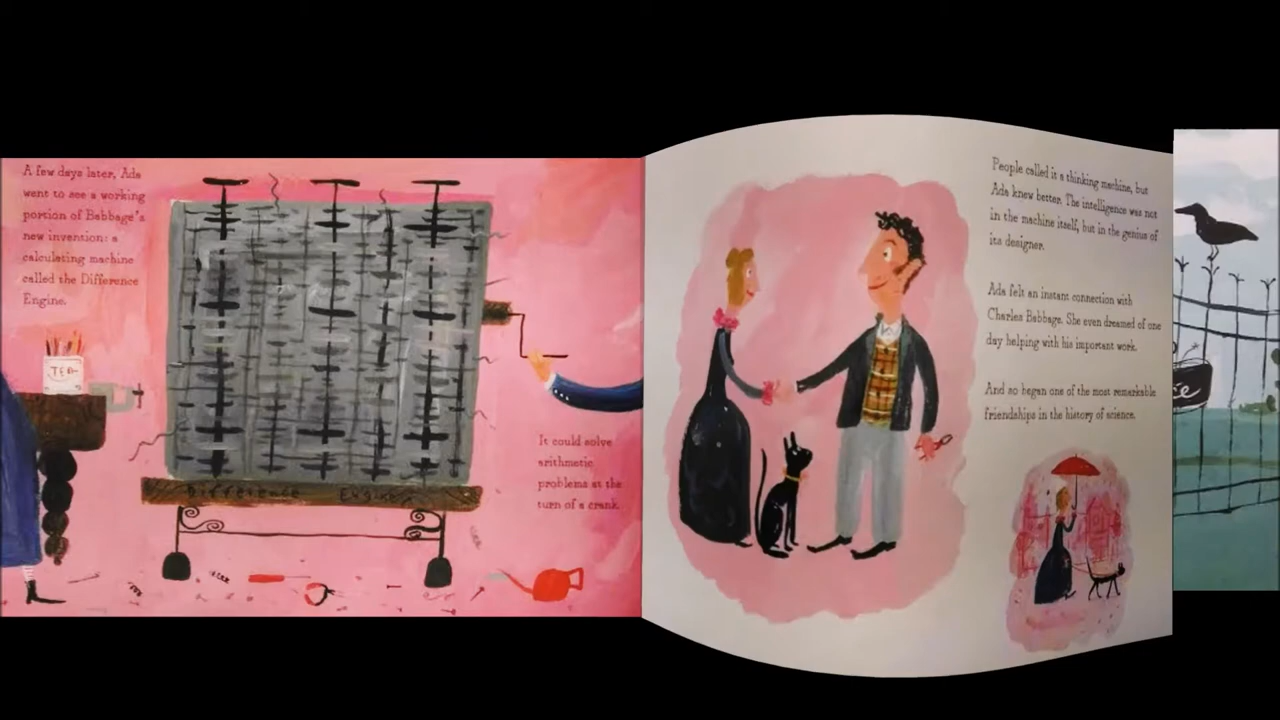 A few days later, Ada
went to see a working
portion of Babbage's
new invention: a
calculating machine
called the Difference
Engine.
TEA
Difference Engine
It could solve
arithmetic
problems at the
turn of a crank.
People called it a thinking machine, but
Ada knew better. The intelligence was not
in the machine itself, but in the genius of
its designer.
Ada felt an instant connection with
Charles Babbage. She even dreamed of one
day helping with his important work.
And so began one of the most remarkable
friendships in the history of science.